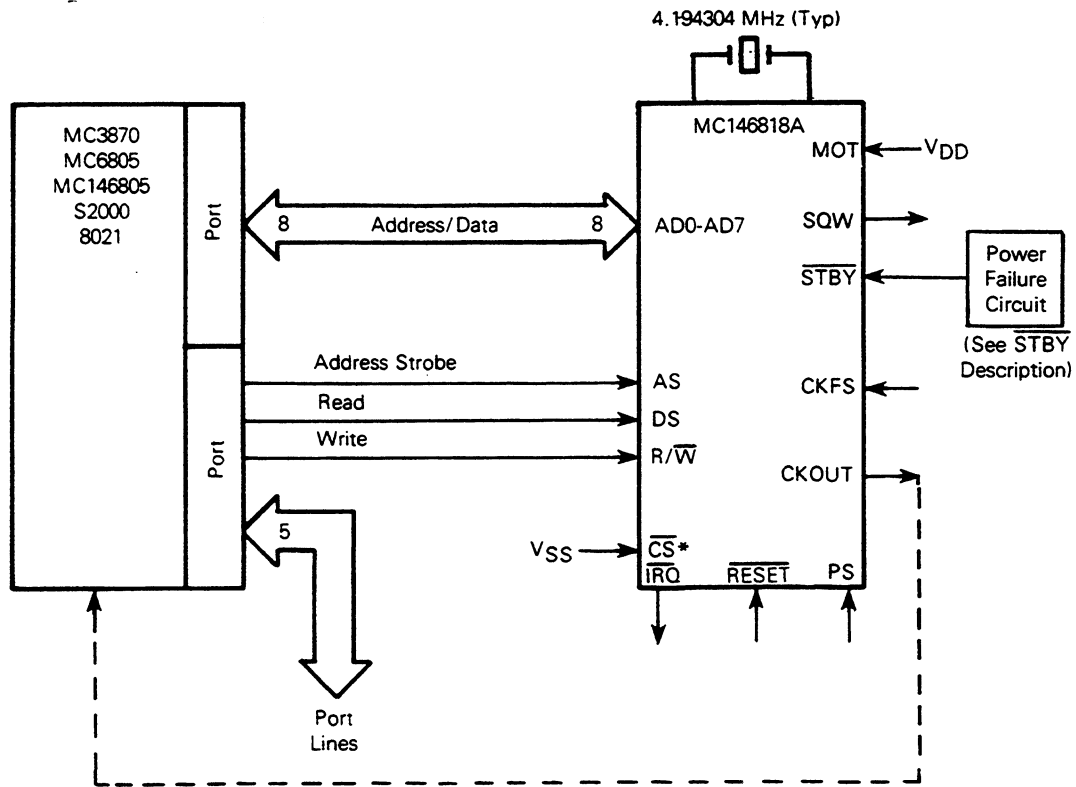 4.194304 MHz (Typ)
MC3870
MC6805
MC146805
S2000
8021
Port
8
Address/Data
8
MC146818A
AD0-AD7
MOT
VDD
SQW
STBY
Power
Failure
Circuit
(See STBY
Description)
Port
Address Strobe
AS
CKFS
Read
DS
Write
R/W
CKOUT
5
VSS
CS*
IRQ
RESET
PS
Port
Lines